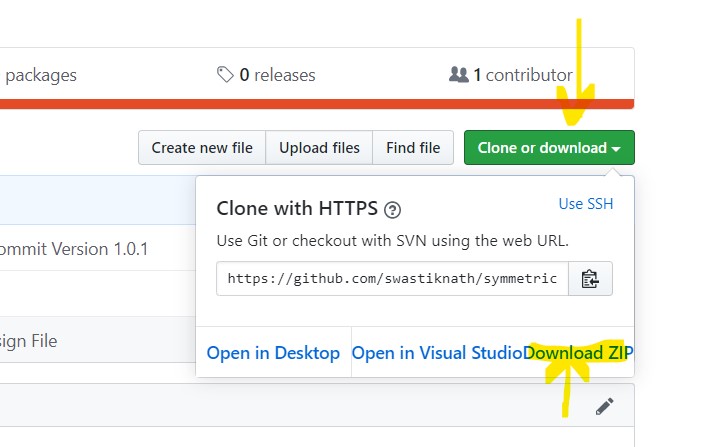 packages
0 releases
1 contributor
Create new file
Upload files
Find file
Clone or download
Clone with HTTPS
Use SSH
Use Git or checkout with SVN using the web URL.
https://github.com/swastiknath/symmetric
ommit Version 1.0.1
Open in Desktop
Open in Visual Studio
Download ZIP
ign File